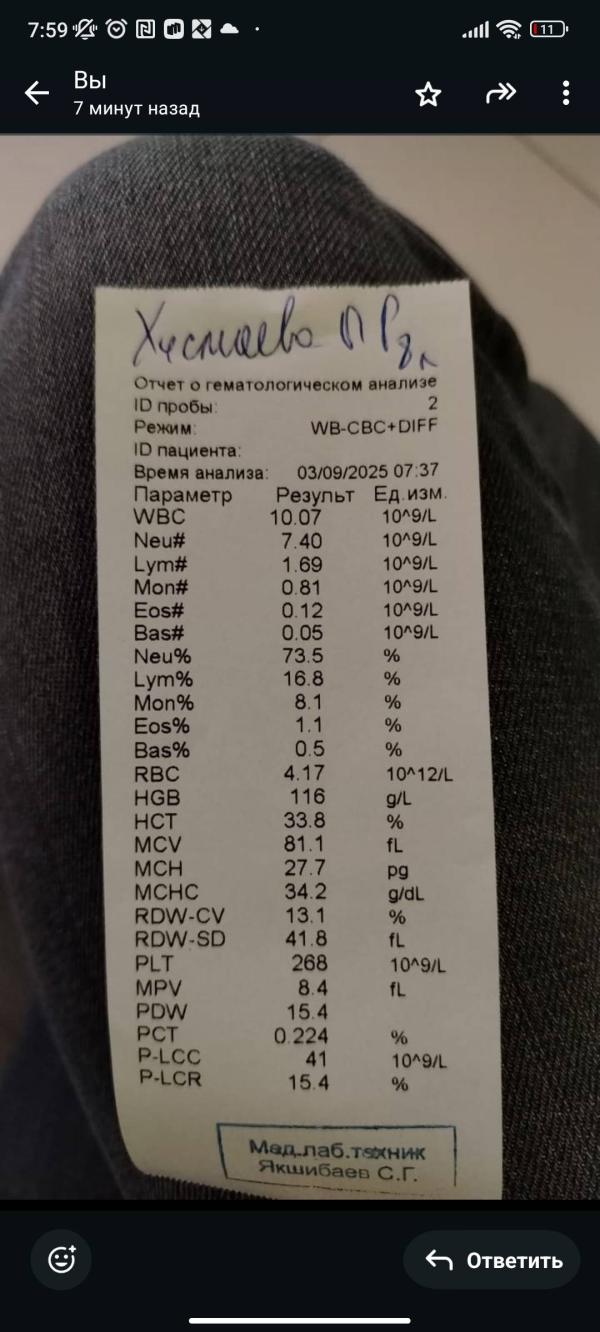 7:59
11
Вы
7 минут назад
Отчет о гематологическом анализе
ID пробы: 2
Режим: WB-CBC+DIFF
ID пациента:
Время анализа: 03/09/2025 07:37
Параметр Результ Ед.изм.
WBC 10.07 10^9/L
Neu# 7.40 10^9/L
Lym# 1.69 10^9/L
Mon# 0.81 10^9/L
Eos# 0.12 10^9/L
Bas# 0.05 10^9/L
Neu% 73.5 %
Lym% 16.8 %
Mon% 8.1 %
Eos% 1.1 %
Bas% 0.5 %
RBC 4.17 10^12/L
HGB 116 g/L
HCT 33.8 %
MCV 81.1 fL
MCH 27.7 pg
MCHC 34.2 g/dL
RDW-CV 13.1 %
RDW-SD 41.8 fL
PLT 268 10^9/L
MPV 8.4 fL
PDW 15.4
PCT 0.224 %
P-LCC 41 10^9/L
P-LCR 15.4 %
Мед.лаб.техник
Якшибаев С.Г.
Ответить